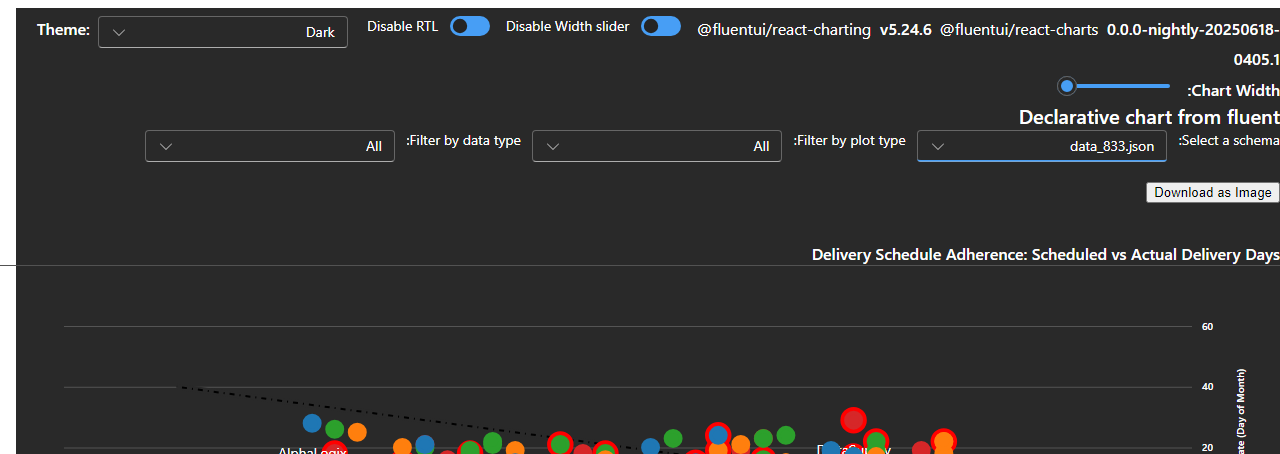 Theme:
Dark
Disable RTL
Disable Width slider
@fluentui/react-charting v5.24.6 @fluentui/react-charts 0.0.0-nightly-20250618-
0405.1
:Chart Width
Declarative chart from fluent
:Select a schema
data_833.json
:Filter by plot type
All
:Filter by data type
All
Download as Image
Delivery Schedule Adherence: Scheduled vs Actual Delivery Days
60
40
20
ate (Day of Month)
AlphaLogix